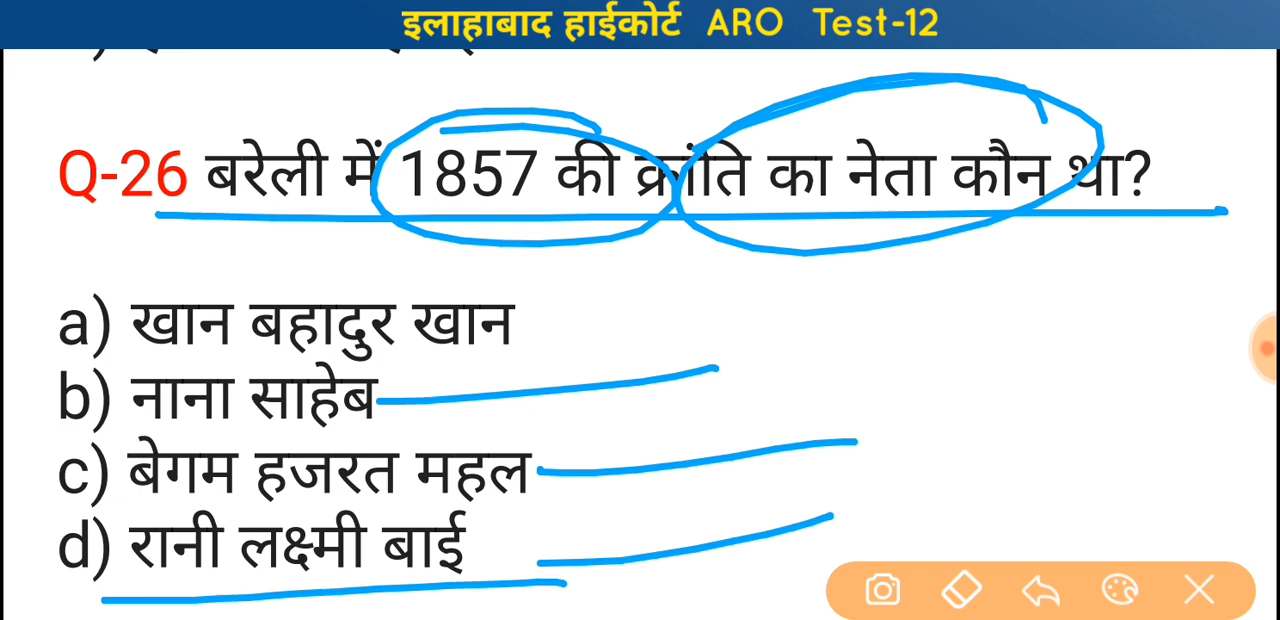 इलाहाबाद हाईकोर्ट ARO Test-12
Q-26 बरेली में 1857 की क्रांति का नेता कौन था?
a) खान बहादुर खान
b) नाना साहेब
c) बेगम हजरत महल
d) रानी लक्ष्मी बाई